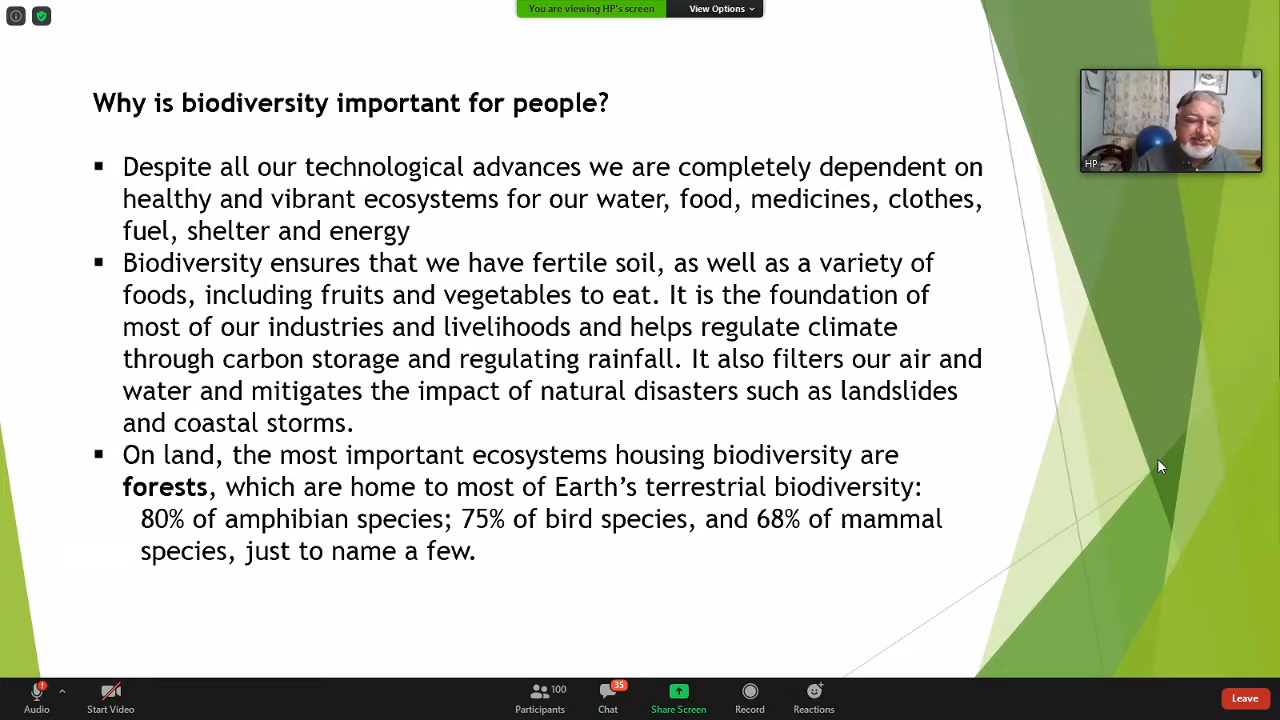 You are viewing HP's screen
View Options
Why is biodiversity important for people?
▪ Despite all our technological advances we are completely dependent on
healthy and vibrant ecosystems for our water, food, medicines, clothes,
fuel, shelter and energy
▪ Biodiversity ensures that we have fertile soil, as well as a variety of
foods, including fruits and vegetables to eat. It is the foundation of
most of our industries and livelihoods and helps regulate climate
through carbon storage and regulating rainfall. It also filters our air and
water and mitigates the impact of natural disasters such as landslides
and coastal storms.
▪ On land, the most important ecosystems housing biodiversity are
forests, which are home to most of Earth’s terrestrial biodiversity:
80% of amphibian species; 75% of bird species, and 68% of mammal
species, just to name a few.
HP
Audio
Start Video
100
Participants
35
Chat
Share Screen
Record
Reactions
Leave